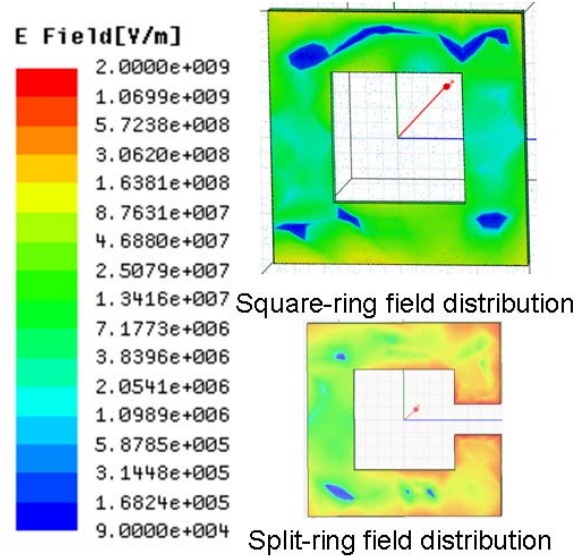 E Field[V/m]
2.0000e+009
1.0699e+009
5.7238e+008
3.0620e+008
1.6381e+008
8.7631e+007
4.6880e+007
2.5079e+007
1.3416e+007
7.1773e+006
3.8396e+006
2.0541e+006
1.0989e+006
5.8785e+005
3.1448e+005
1.6824e+005
9.0000e+004
Square-ring field distribution
Split-ring field distribution